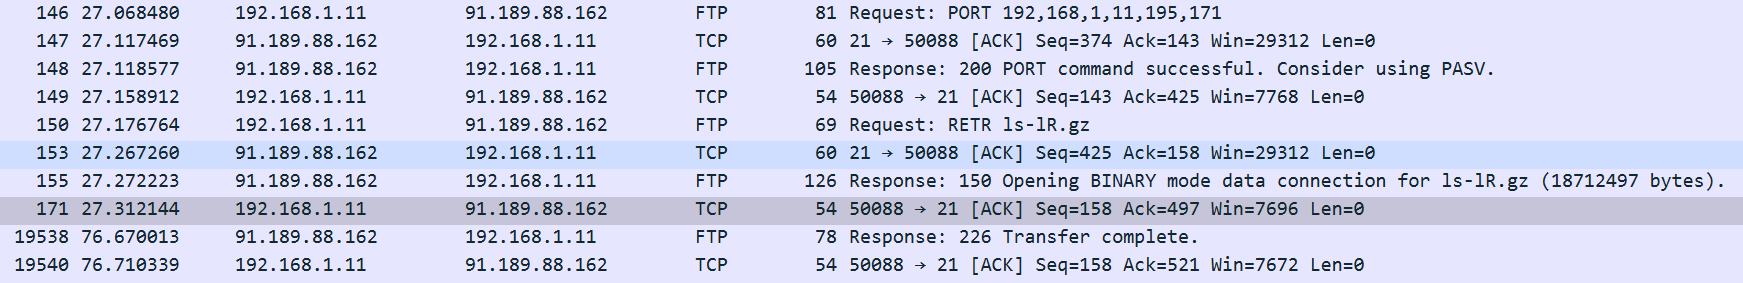 146 27.068480 192.168.1.11 91.189.88.162 FTP 81 Request: PORT 192,168,1,11,195,171
147 27.117469 91.189.88.162 192.168.1.11 TCP 60 21 → 50088 [ACK] Seq=374 Ack=143 Win=29312 Len=0
148 27.118577 91.189.88.162 192.168.1.11 FTP 105 Response: 200 PORT command successful. Consider using PASV.
149 27.158912 192.168.1.11 91.189.88.162 TCP 54 50088 → 21 [ACK] Seq=143 Ack=425 Win=7768 Len=0
150 27.176764 192.168.1.11 91.189.88.162 FTP 69 Request: RETR ls-lR.gz
153 27.267260 91.189.88.162 192.168.1.11 TCP 60 21 → 50088 [ACK] Seq=425 Ack=158 Win=29312 Len=0
155 27.272223 91.189.88.162 192.168.1.11 FTP 126 Response: 150 Opening BINARY mode data connection for ls-lR.gz (18712497 bytes).
171 27.312144 192.168.1.11 91.189.88.162 TCP 54 50088 → 21 [ACK] Seq=158 Ack=497 Win=7696 Len=0
19538 76.670013 91.189.88.162 192.168.1.11 FTP 78 Response: 226 Transfer complete.
19540 76.710339 192.168.1.11 91.189.88.162 TCP 54 50088 → 21 [ACK] Seq=158 Ack=521 Win=7672 Len=0